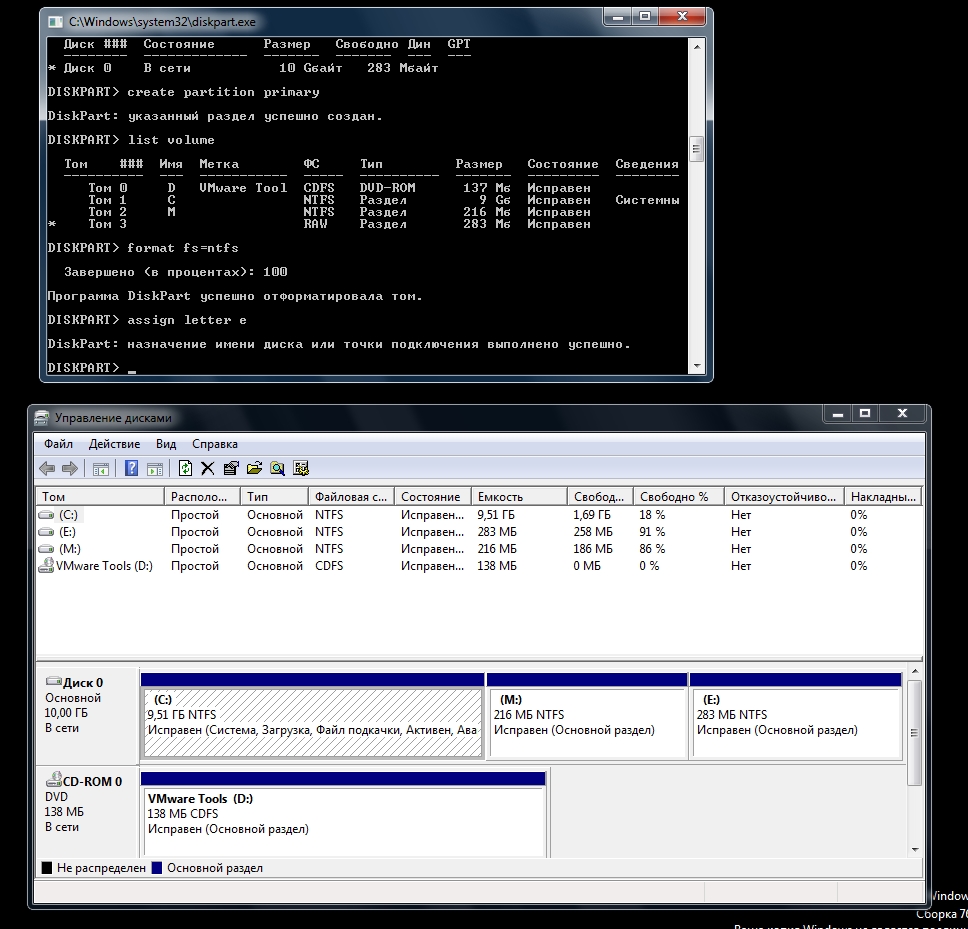 C:\Windows\system32\diskpart.exe
Диск ### Состояние Размер Свободно Дин GPT
* Диск 0 В сети 10 Gбайт 283 Mбайт
DISKPART> create partition primary
DiskPart: указанный раздел успешно создан.
DISKPART> list volume
Том ### Имя Метка ФС Тип Размер Состояние Сведения
Том 0 D VMware Tool CDFS DVD-ROM 137 Mб Исправен
Том 1 C NTFS Раздел 9 Gб Исправен Системны
Том 2 M NTFS Раздел 216 Mб Исправен
* Том 3 RAW Раздел 283 Mб Исправен
DISKPART> format fs=ntfs
Завершено (в процентах): 100
Программа DiskPart успешно отформатировала том.
DISKPART> assign letter e
DiskPart: назначение имени диска или точки подключения выполнено успешно.
DISKPART> _
Управление дисками
Файл Действие Вид Справка
Том Располо... Тип Файловая с... Состояние Емкость Свобод... Свободно % Отказоустойчиво... Накладны...
(C:) Простой Основной NTFS Исправен... 9,51 ГБ 1,69 ГБ 18 % Нет 0%
(E:) Простой Основной NTFS Исправен... 283 МБ 258 МБ 91 % Нет 0%
(M:) Простой Основной NTFS Исправен... 216 МБ 186 МБ 86 % Нет 0%
VMware Tools (D:) Простой Основной CDFS Исправен... 138 МБ 0 МБ 0 % Нет 0%
Диск 0
Основной
10,00 ГБ
В сети
(C:)
9,51 ГБ NTFS
Исправен (Система, Загрузка, Файл подкачки, Активен, Ава
(M:)
216 МБ NTFS
Исправен (Основной раздел)
(E:)
283 МБ NTFS
Исправен (Основной раздел)
CD-ROM 0
DVD
138 МБ
В сети
VMware Tools (D:)
138 МБ CDFS
Исправен (Основной раздел)
Не распределен Основной раздел
Window
Сборка 76